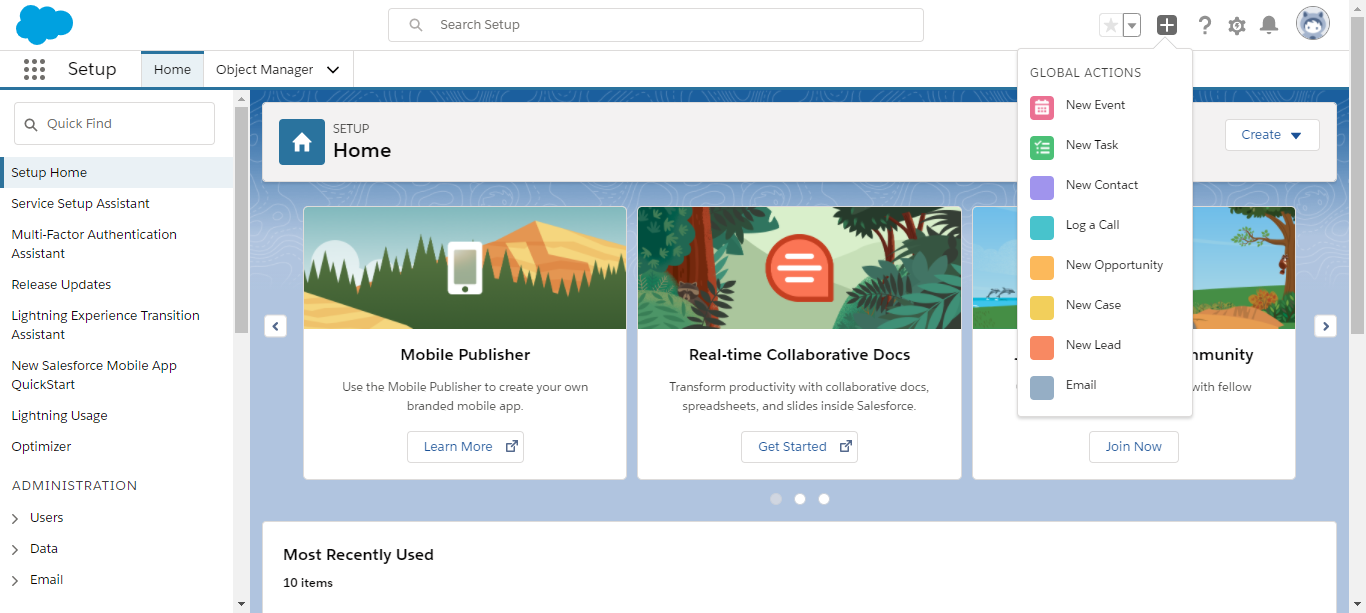 Search Setup
Setup
Home
Object Manager
GLOBAL ACTIONS
New Event
New Task
New Contact
Log a Call
New Opportunity
New Case
New Lead
Email
Quick Find
Setup Home
Service Setup Assistant
Multi-Factor Authentication
Assistant
Release Updates
Lightning Experience Transition
Assistant
New Salesforce Mobile App
QuickStart
Lightning Usage
Optimizer
ADMINISTRATION
Users
Data
Email
SETUP
Home
Create
Mobile Publisher
Use the Mobile Publisher to create your own
branded mobile app.
Learn More
Real-time Collaborative Docs
Transform productivity with collaborative docs,
spreadsheets, and slides inside Salesforce.
Get Started
with fellow
Join Now
Most Recently Used
10 items